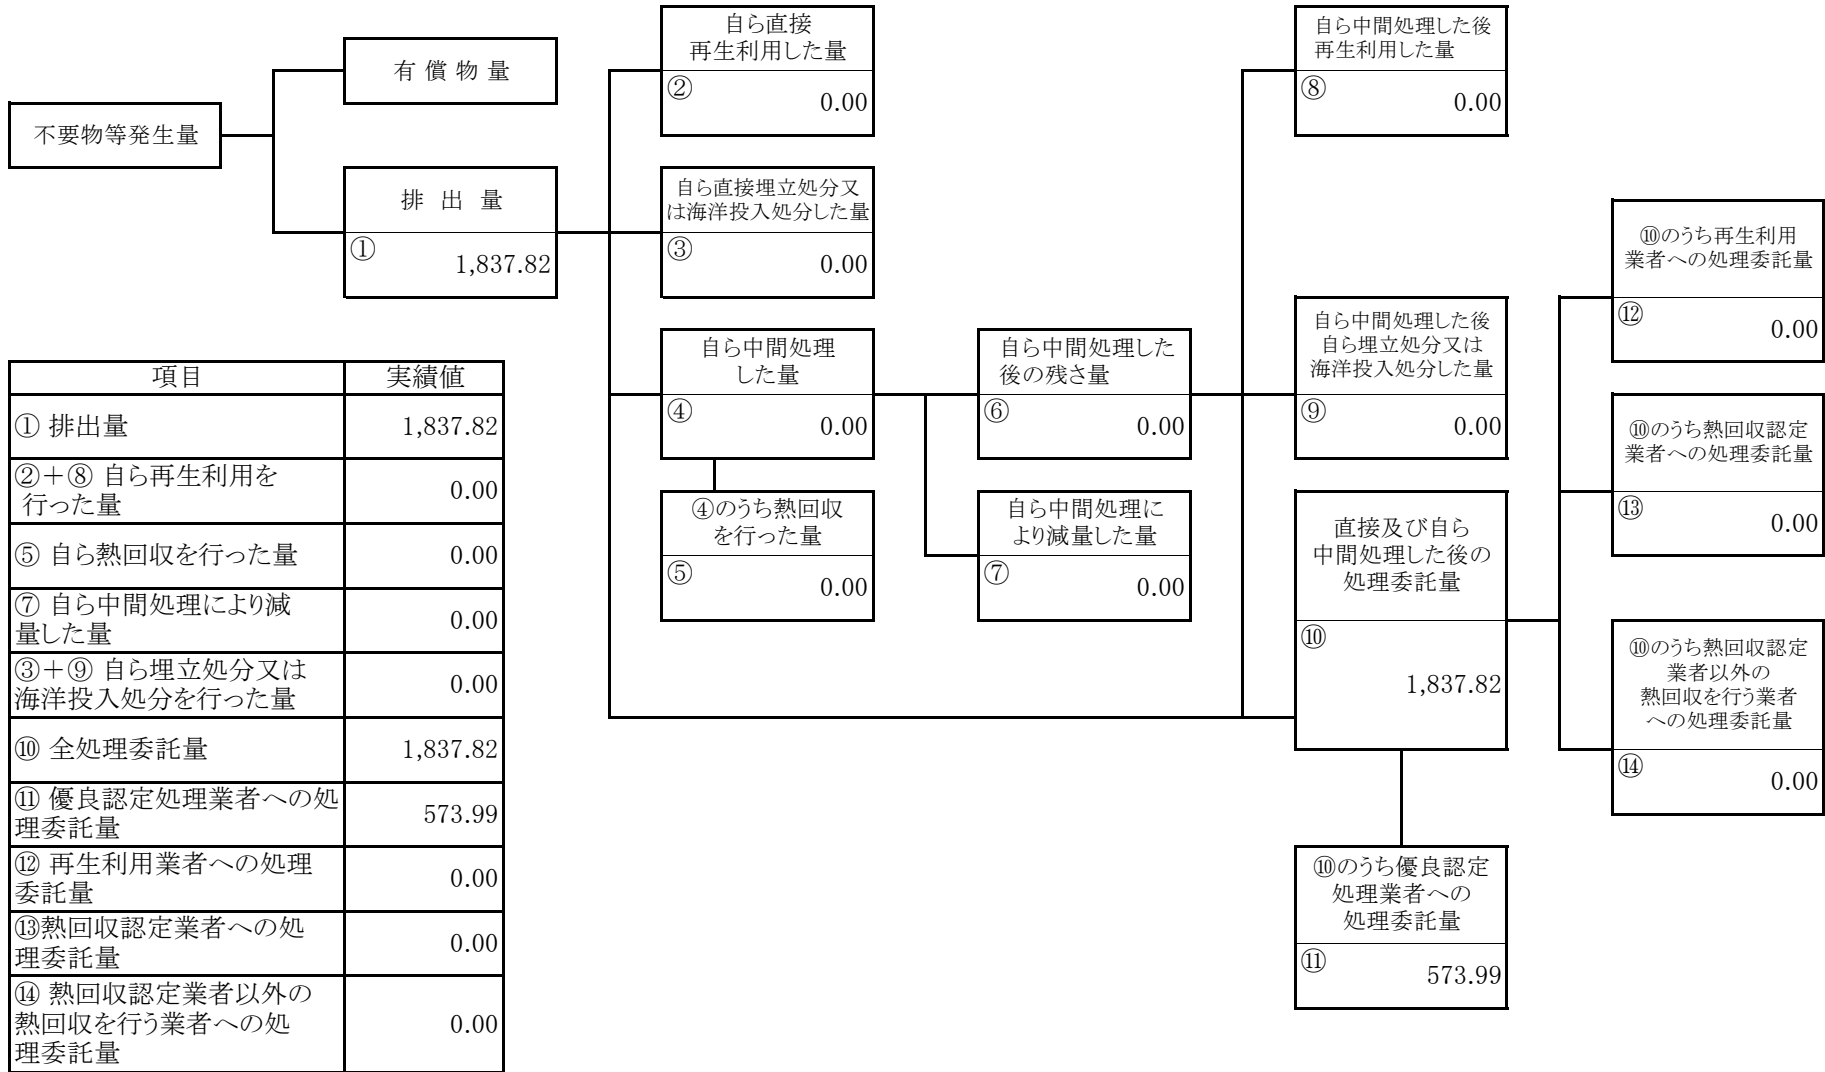 不要物等発生量
有 償 物 量
排 出 量
①
1,837.82
自ら直接
再生利用した量
②
0.00
自ら直接埋立処分又
は海洋投入処分した量
③
0.00
自ら中間処理
した量
④
0.00
④のうち熱回収
を行った量
⑤
0.00
自ら中間処理した
後の残さ量
⑥
0.00
自ら中間処理に
より減量した量
⑦
0.00
自ら中間処理した後
再生利用した量
⑧
0.00
自ら中間処理した後
自ら埋立処分又は
海洋投入処分した量
⑨
0.00
直接及び自ら
中間処理した後の
処理委託量
⑩
1,837.82
⑩のうち優良認定
処理業者への
処理委託量
⑪
573.99
⑩のうち再生利用
業者への処理委託量
⑫
0.00
⑩のうち熱回収認定
業者への処理委託量
⑬
0.00
⑩のうち熱回収認定
業者以外の
熱回収を行う業者
への処理委託量
⑭
0.00
項目 実績値
① 排出量 1,837.82
②＋⑧ 自ら再生利用を
行った量
0.00
⑤ 自ら熱回収を行った量 0.00
⑦ 自ら中間処理により減
量した量
0.00
③＋⑨ 自ら埋立処分又は
海洋投入処分を行った量
0.00
⑩ 全処理委託量 1,837.82
⑪ 優良認定処理業者への処
理委託量
573.99
⑫ 再生利用業者への処理
委託量
0.00
⑬熱回収認定業者への処
理委託量
0.00
⑭ 熱回収認定業者以外の
熱回収を行う業者への処
理委託量
0.00